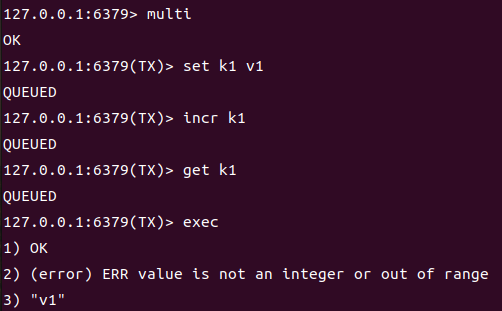 127.0.0.1:6379> multi
OK
127.0.0.1:6379(TX)> set k1 v1
QUEUED
127.0.0.1:6379(TX)> incr k1
QUEUED
127.0.0.1:6379(TX)> get k1
QUEUED
127.0.0.1:6379(TX)> exec
1) OK
2) (error) ERR value is not an integer or out of range
3) "v1"